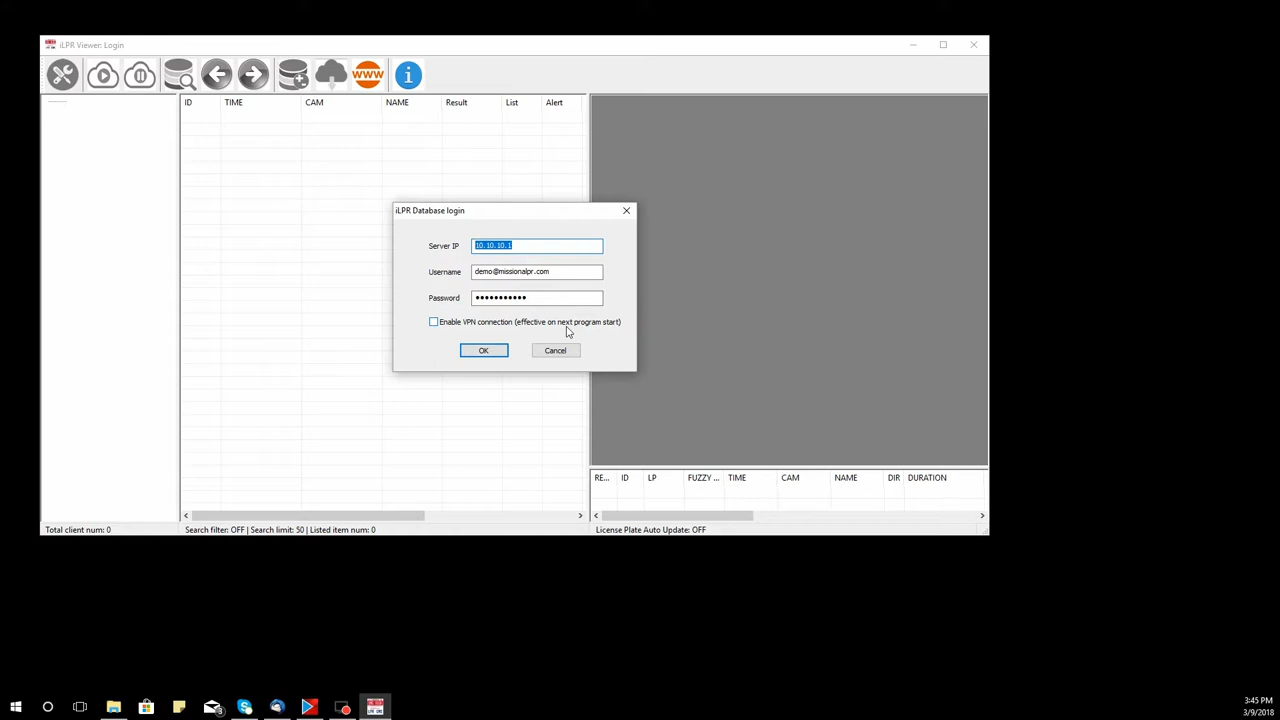 iLPR Viewer: Login
WWW
ID TIME CAM NAME Result List Alert
iLPR Database login
Server IP 10.10.10.1
Username demo@missionalpr.com
Password •••••••••••
Enable VPN connection (effective on next program start)
OK Cancel
RE... ID LP FUZZY ... TIME CAM NAME DIR DURATION
Total client num: 0 Search filter: OFF | Search limit: 50 | Listed item num: 0 License Plate Auto Update: OFF
3:45 PM
3/9/2018